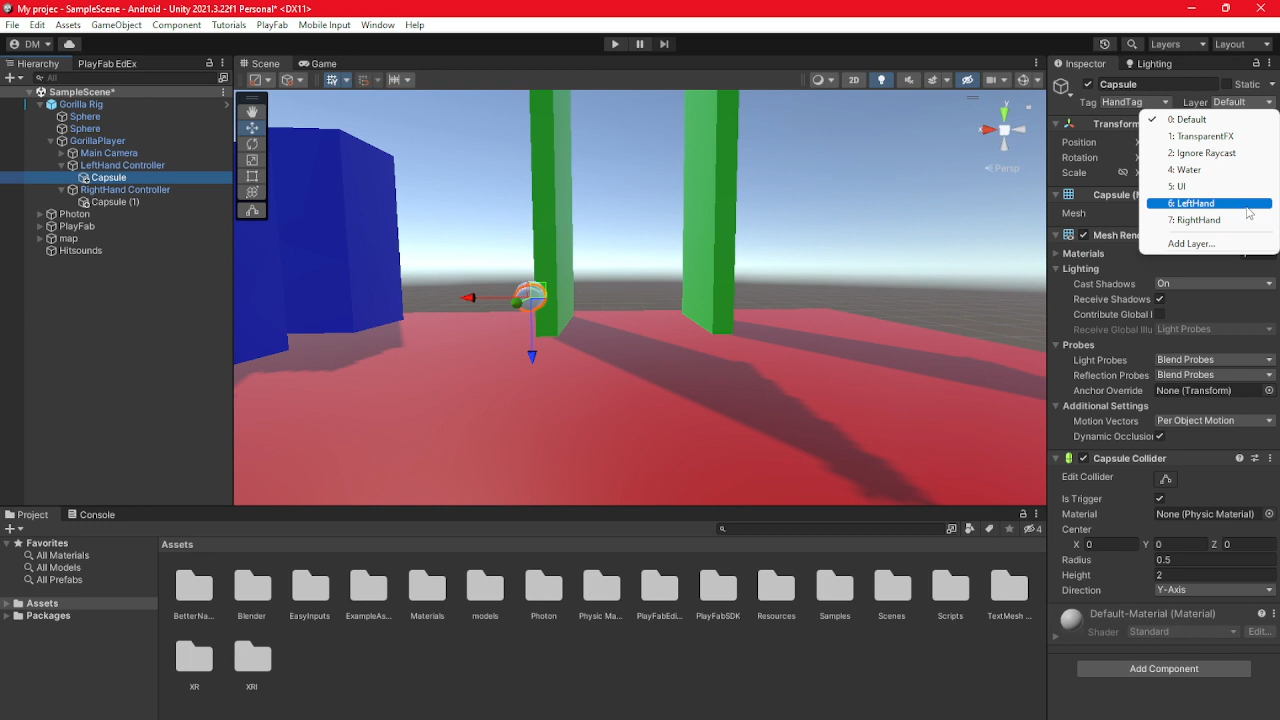 My projec - SampleScene - Android - Unity 2021.3.22f1 Personal* <DX11>
File Edit Assets GameObject Component Tutorials PlayFab Mobile Input Window Help
DM Layers Layout
Hierarchy PlayFab EdEx Scene Game Inspector Lighting
All
2D
Capsule Static
Tag HandTag Layer Default
SampleScene*
Gorilla Rig
Sphere
Sphere
GorillaPlayer
Main Camera
LeftHand Controller
Capsule
RightHand Controller
Capsule (1)
Photon
PlayFab
map
Hitsounds
y
x
Persp
0: Default
1: TransparentFX
2: Ignore Raycast
4: Water
5: UI
6: LeftHand
7: RightHand
Add Layer...
Transform
Position X
Rotation X
Scale X
Capsule (M
Mesh
Mesh Ren
Materials
Lighting
Cast Shadows On
Receive Shadows
Contribute Global I
Receive Global Illu Light Probes
Probes
Light Probes Blend Probes
Reflection Probes Blend Probes
Anchor Override None (Transform)
Additional Settings
Motion Vectors Per Object Motion
Dynamic Occlusion
Capsule Collider
Edit Collider
Is Trigger
Material None (Physic Material)
Center
X 0 Y 0 Z 0
Radius 0.5
Height 2
Direction Y-Axis
Default-Material (Material)
Shader Standard Edit...
Add Component
Project Console
4
Favorites
All Materials
All Models
All Prefabs
Assets
Packages
Assets
BetterNa... Blender EasyInputs ExampleAs... Materials models Photon Physic Ma... PlayFabEdi... PlayFabSDK Resources Samples Scenes Scripts TextMesh ...
XR XRI